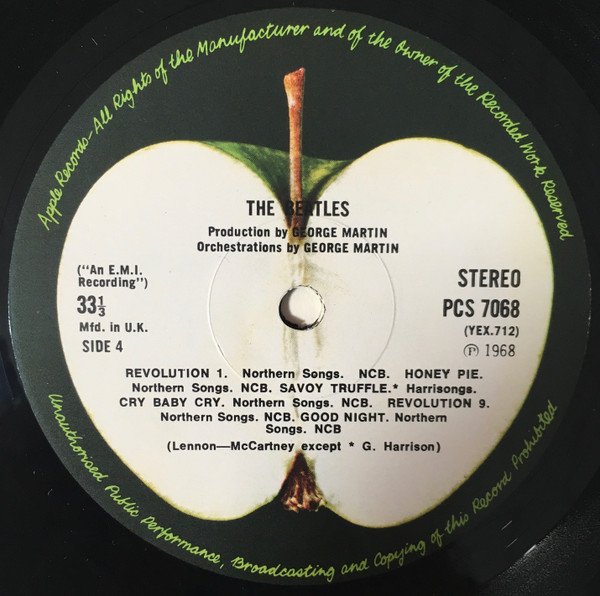 Apple Records—All Rights of the Manufacturer and of the Owner of the Recorded Work Reserved
THE BEATLES
Production by GEORGE MARTIN
Orchestrations by GEORGE MARTIN
("An E.M.I.
Recording")
33⅓
Mfd. in U.K.
SIDE 4
STEREO
PCS 7068
(YEX.712)
℗ 1968
REVOLUTION 1. Northern Songs. NCB. HONEY PIE.
Northern Songs. NCB. SAVOY TRUFFLE.* Harrisongs.
CRY BABY CRY. Northern Songs. NCB. REVOLUTION 9.
Northern Songs. NCB. GOOD NIGHT. Northern
Songs. NCB
(Lennon—McCartney except * G. Harrison)
Unauthorised Public Performance, Broadcasting and Copying of this Record Prohibited